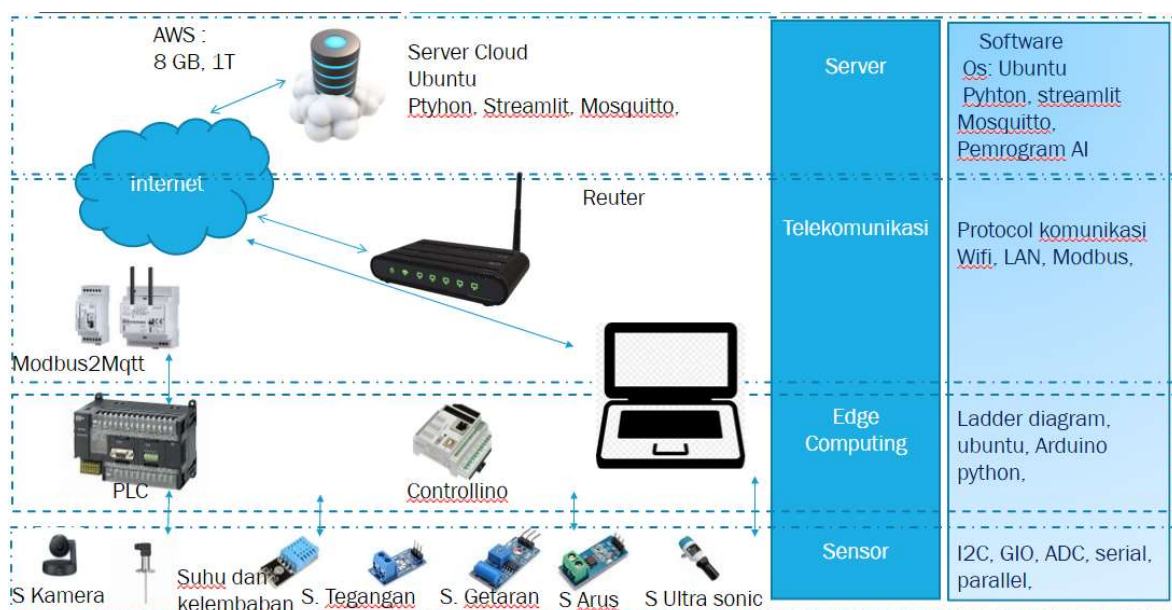 AWS :
8 GB, 1T
Server Cloud
Ubuntu
Ptyhon, Streamlit, Mosquitto,
Server
Software
Os: Ubuntu
Pyhton, streamlit
Mosquitto,
Pemrogram AI
internet
Reuter
Telekomunikasi
Protocol komunikasi
Wifi, LAN, Modbus,
Modbus2Mqtt
PLC
Controllino
Edge
Computing
Ladder diagram,
ubuntu, Arduino
python,
S Kamera
Suhu dan
kelembaban
S. Tegangan
S. Getaran
S Arus
S Ultra sonic
Sensor
I2C, GIO, ADC, serial,
parallel,